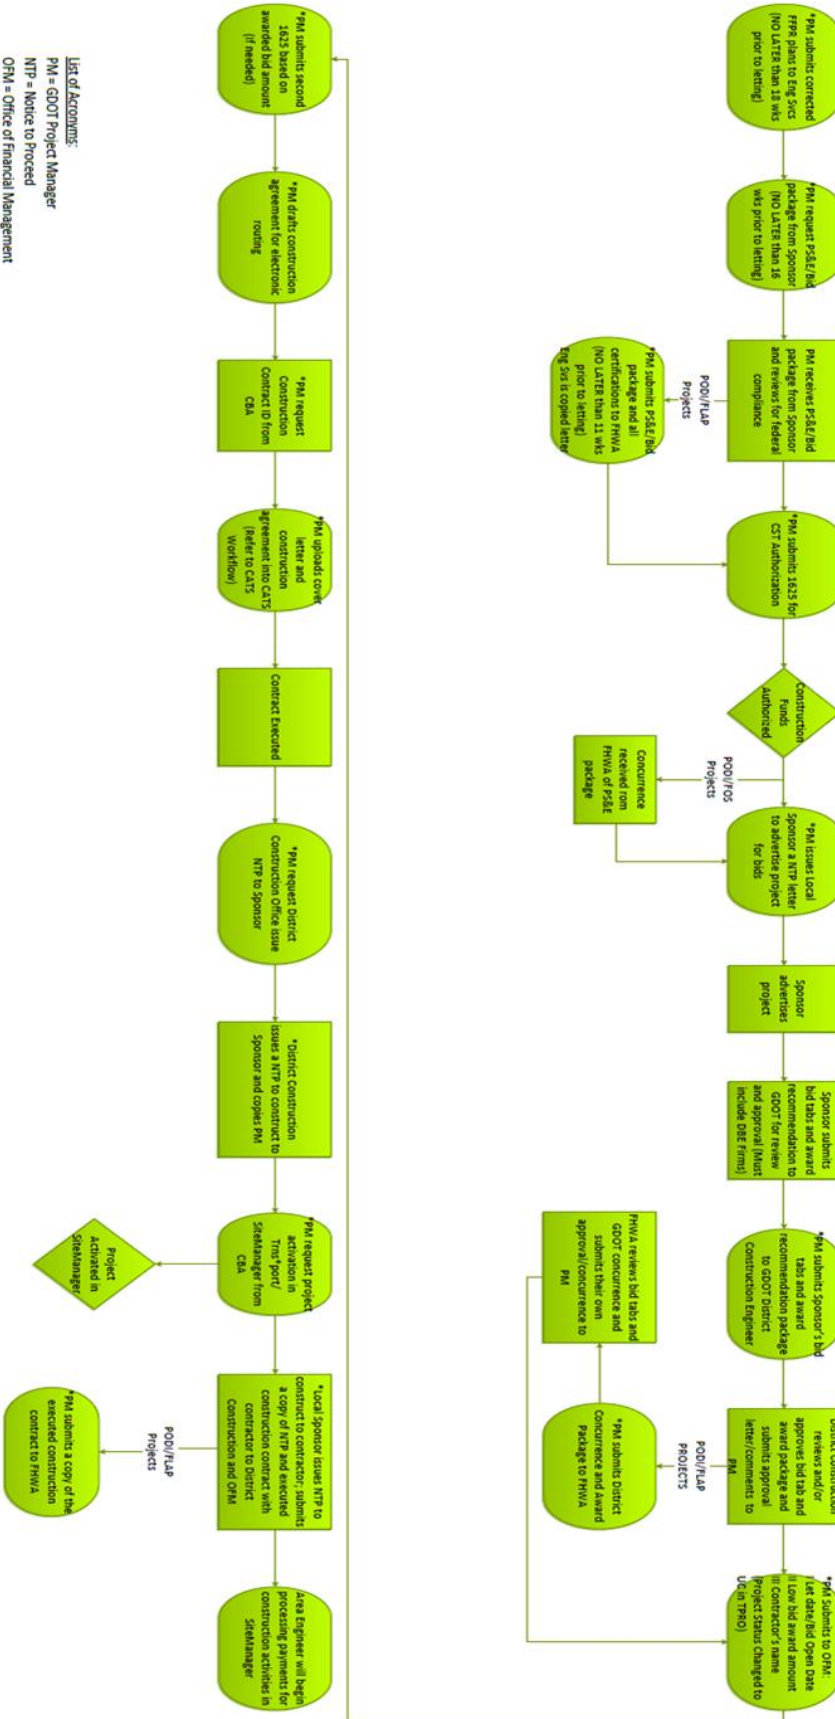 *PM submits corrected
FFPR plans to Eng Svcs
(NO LATER than 18 wks
prior to letting)
*PM request PS&E/Bid
package from Sponsor
(NO LATER than 16
wks prior to letting)
PM receives PS&E/Bid
package from Sponsor
and reviews for federal
compliance
PODI/FLAP
Projects
*PM submits PS&E/Bid
package and all
certifications to FHWA
(NO LATER than 11 wks
prior to letting)
Eng Svs is copied letter
*PM submits 1625 for
CST Authorization
Construction
Funds
Authorized
PODI/FOS
Projects
Concurrence
received rom
FHWA of PS&E
package
*PM issues Local
Sponsor a NTP letter
to advertise project
for bids
Sponsor
advertises
project
Sponsor submits
bid tabs and award
recommendation to
GDOT for review
and approval (Must
include DBE Firms)
*PM submits Sponsor's bid
tabs and award
recommendation package
to GDOT District
Construction Engineer
District Construction
reviews and/or
approves bid tab and
award package and
submits approval
letter/comments to
PM
PODI/FLAP
PROJECTS
*PM submits District
Concurrence and Award
Package to FHWA
FHWA reviews bid tabs and
GDOT concurrence and
submits their own
approval/concurrence to
PM
*PM Submits to OFM:
I Let date/Bid Open Date
II Low bid award amount
III Contractor's name
(Project Status Changed to
UC in TPRO)
*PM submits second
1625 based on
awarded bid amount
(if needed)
*PM drafts construction
agreement for electronic
routing
*PM request
Construction
Contract ID from
CBA
*PM uploads cover
letter and
construction
agreement into CATS
(Refer to CATS
Workflow)
Contract Executed
*PM request District
Construction Office issue
NTP to Sponsor
*District Construction
issues a NTP to construct to
Sponsor and copies PM
*PM request project
activation in
Trns*port/
SiteManager from
CBA
Project
Activated in
SiteManager
*Local Sponsor issues NTP to
construct to contractor; submits
a copy of NTP and executed
construction contract with
contractor to District
Construction and OFM
PODI/FLAP
Projects
*PM submits a copy of the
executed construction
contract to FHWA
Area Engineer will begin
processing payments for
construction activities in
SiteManager
List of Acronyms:
PM = GDOT Project Manager
NTP = Notice to Proceed
OFM = Office of Financial Management